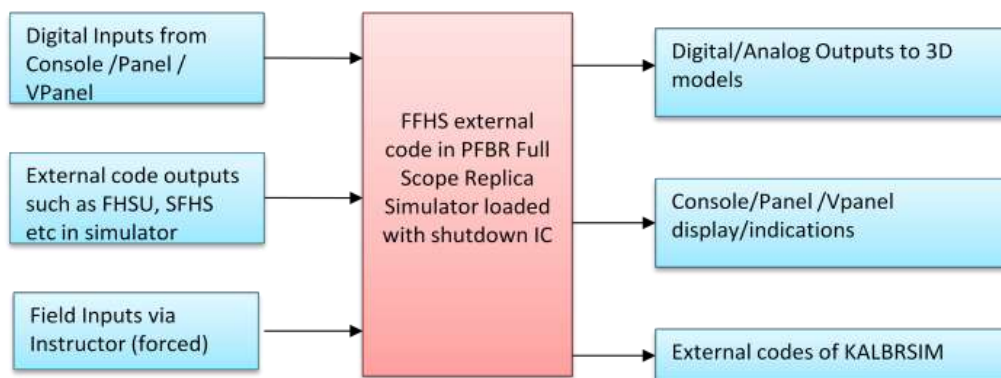 Digital Inputs from
Console /Panel /
VPanel
External code outputs
such as FHSU, SFHS
etc in simulator
Field Inputs via
Instructor (forced)
FFHS external
code in PFBR Full
Scope Replica
Simulator loaded
with shutdown IC
Digital/Analog Outputs to 3D
models
Console/Panel /Vpanel
display/indications
External codes of KALBRSIM